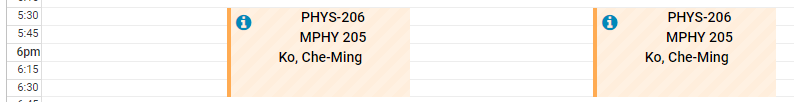 5:30
PHYS-206
PHYS-206
5:45
MPHY 205
MPHY 205
6pm
Ko, Che-Ming
Ko, Che-Ming
6:15
6:30